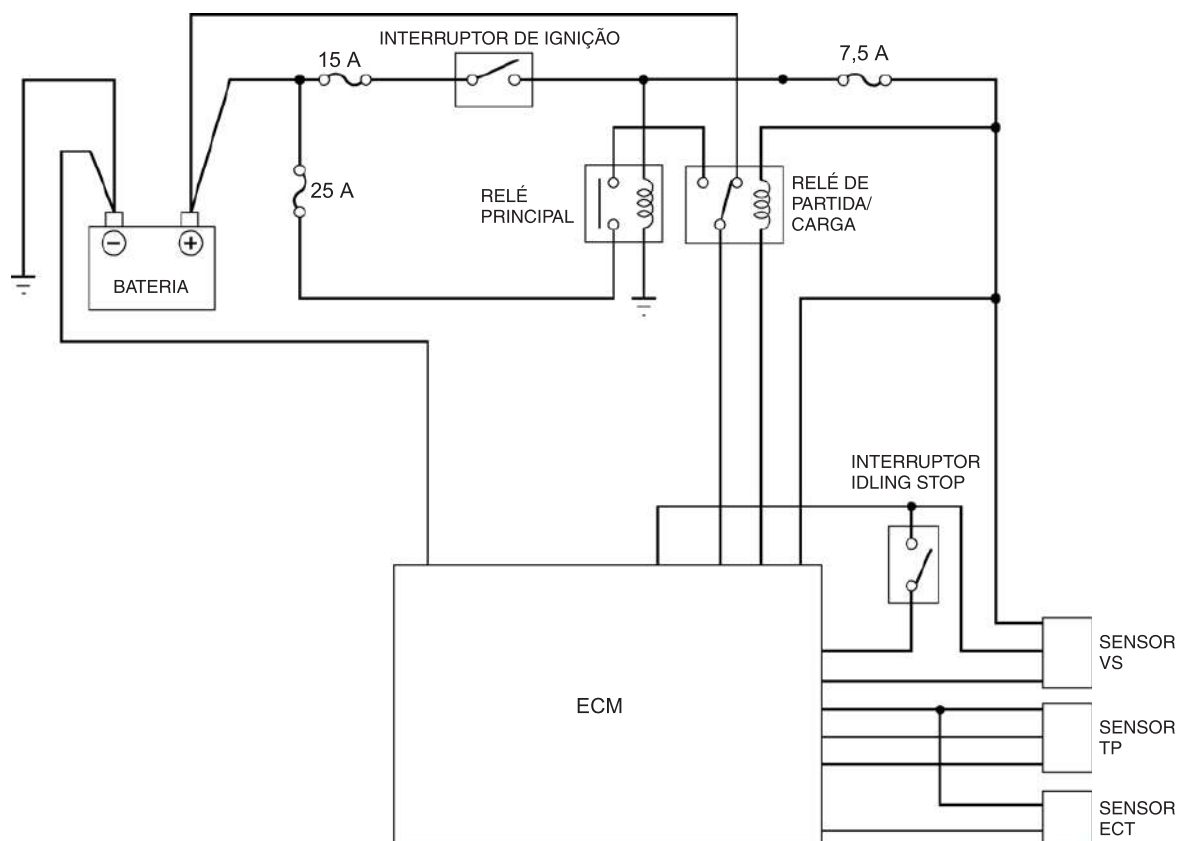 INTERRUPTOR DE IGNIÇÃO
15 A
7,5 A
25 A
RELÉ
PRINCIPAL
RELÉ DE
PARTIDA/
CARGA
−
+
BATERIA
INTERRUPTOR
IDLING STOP
ECM
SENSOR
VS
SENSOR
TP
SENSOR
ECT